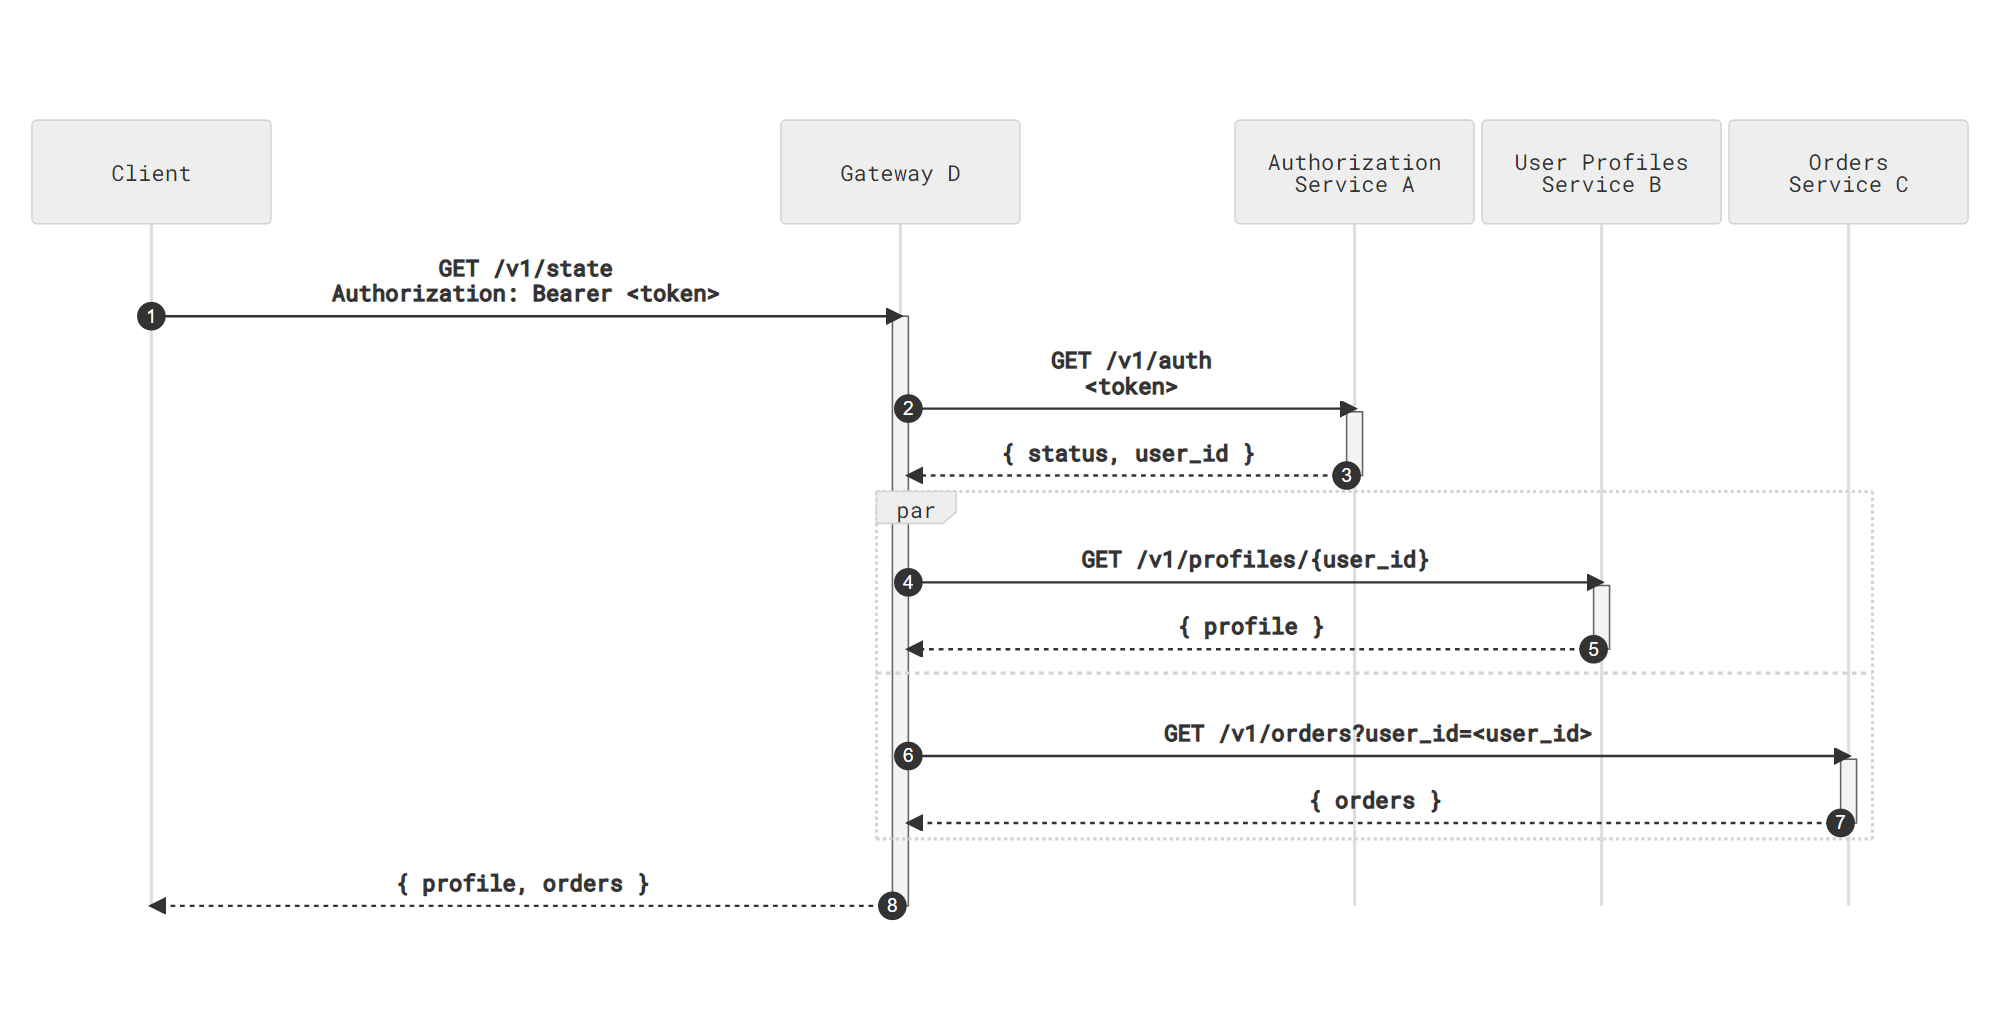 Client
Gateway D
Authorization
Service A
User Profiles
Service B
Orders
Service C
GET /v1/state
Authorization: Bearer <token>
1
GET /v1/auth
<token>
2
{ status, user_id }
3
par
GET /v1/profiles/{user_id}
4
{ profile }
5
GET /v1/orders?user_id=<user_id>
6
{ orders }
7
{ profile, orders }
8